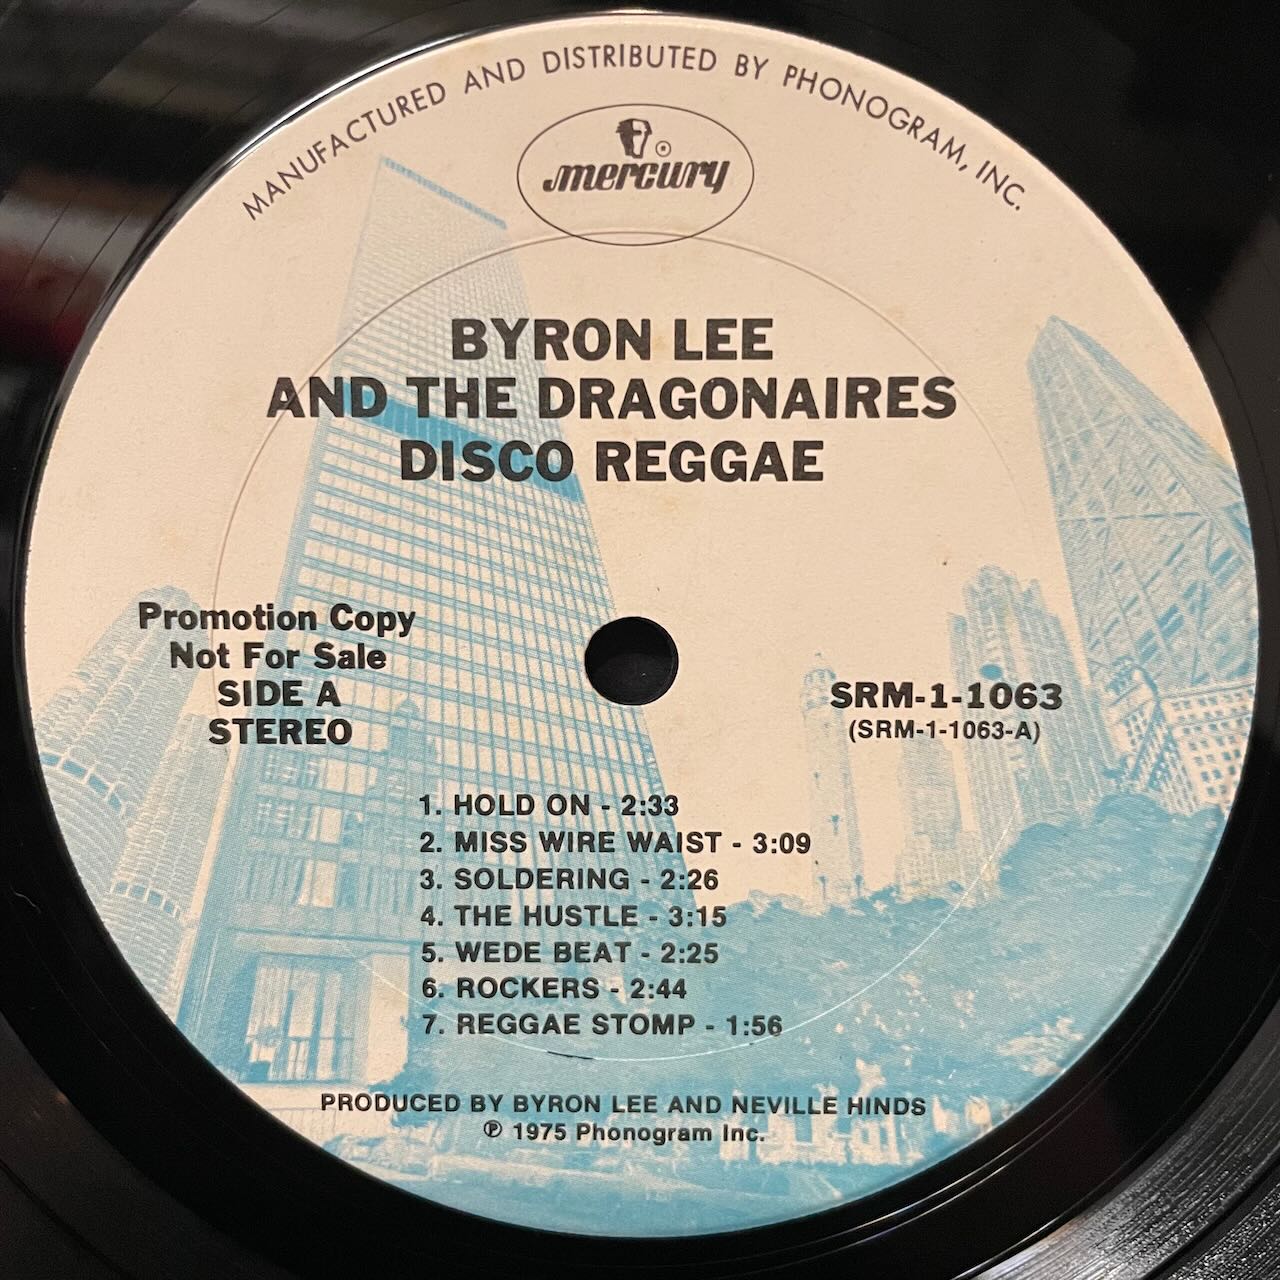 MANUFACTURED AND DISTRIBUTED BY PHONOGRAM, INC.
mercury
BYRON LEE
AND THE DRAGONAIRES
DISCO REGGAE
Promotion Copy
Not For Sale
SIDE A
STEREO
SRM-1-1063
(SRM-1-1063-A)
1. HOLD ON - 2:33
2. MISS WIRE WAIST - 3:09
3. SOLDERING - 2:26
4. THE HUSTLE - 3:15
5. WEDE BEAT - 2:25
6. ROCKERS - 2:44
7. REGGAE STOMP - 1:56
PRODUCED BY BYRON LEE AND NEVILLE HINDS
℗ 1975 Phonogram Inc.